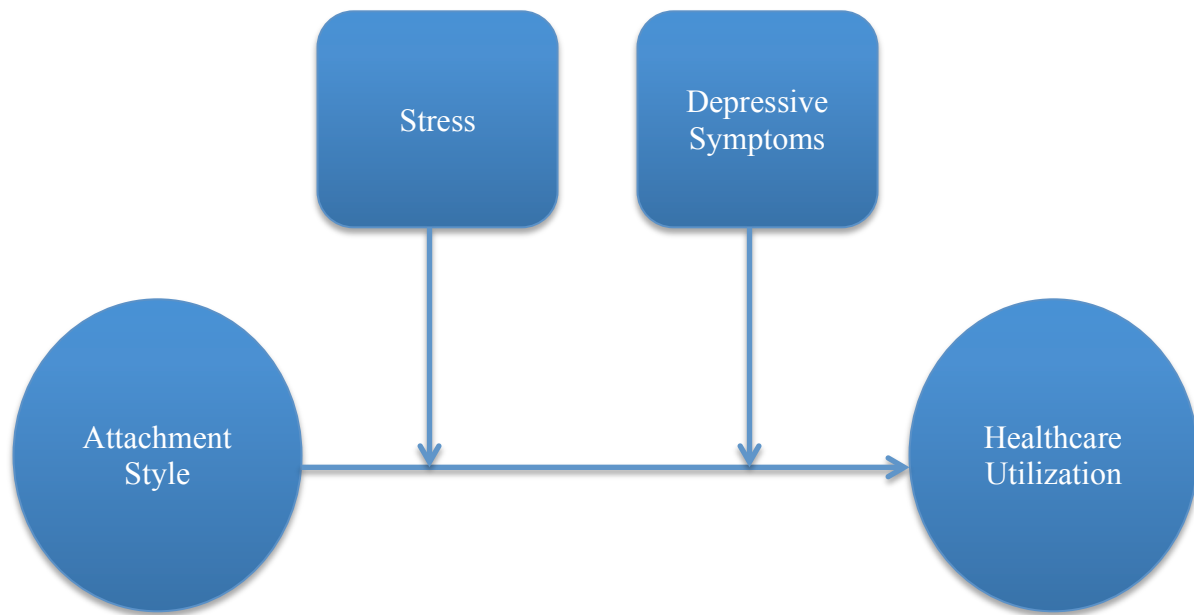 Stress
Depressive
Symptoms
Attachment
Style
Healthcare
Utilization